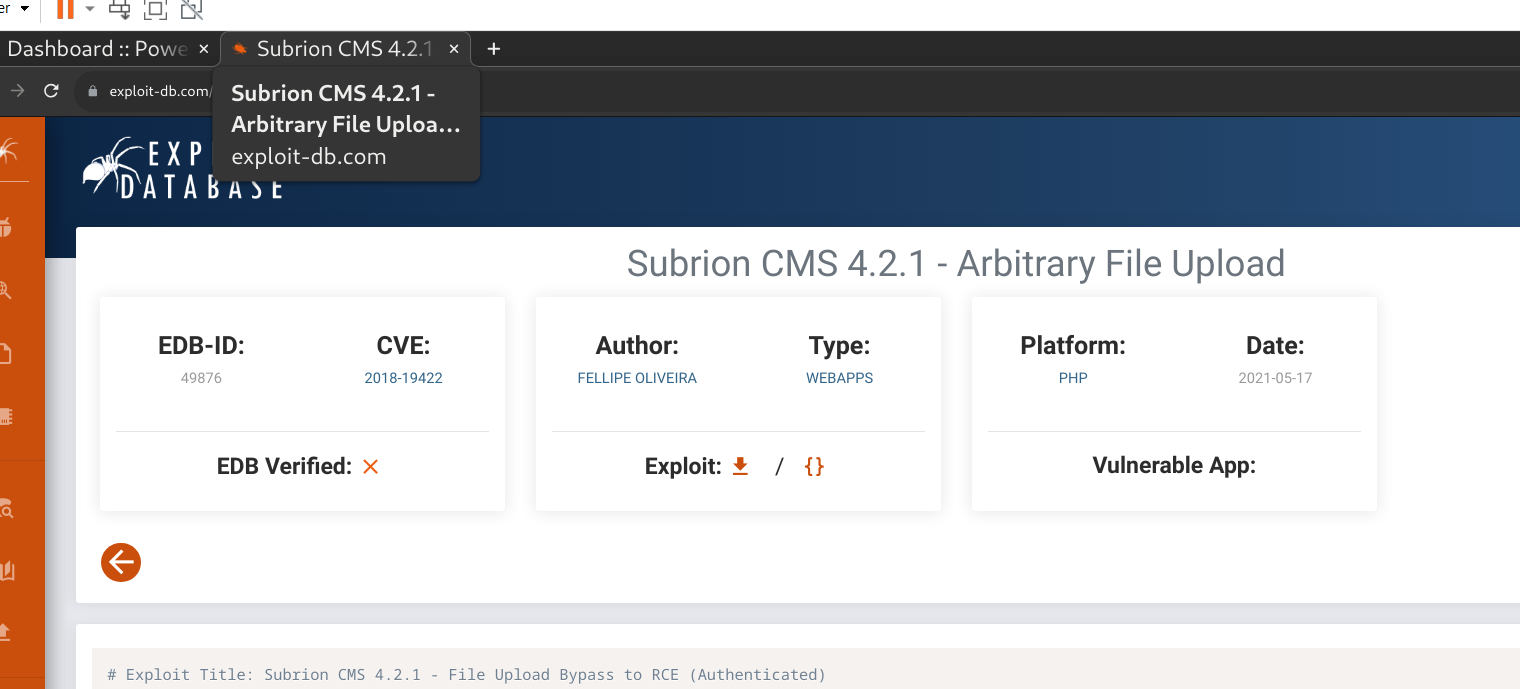 er
Dashboard :: Powe
Subrion CMS 4.2.1
exploit-db.com/
Subrion CMS 4.2.1 -
Arbitrary File Uploa…
exploit-db.com
EXP
DATABASE
Subrion CMS 4.2.1 - Arbitrary File Upload
EDB-ID: CVE:
49876 2018-19422
EDB Verified: ×
Author: Type:
FELLIPE OLIVEIRA WEBAPPS
Exploit: / {}
Platform: Date:
PHP 2021-05-17
Vulnerable App:
# Exploit Title: Subrion CMS 4.2.1 - File Upload Bypass to RCE (Authenticated)